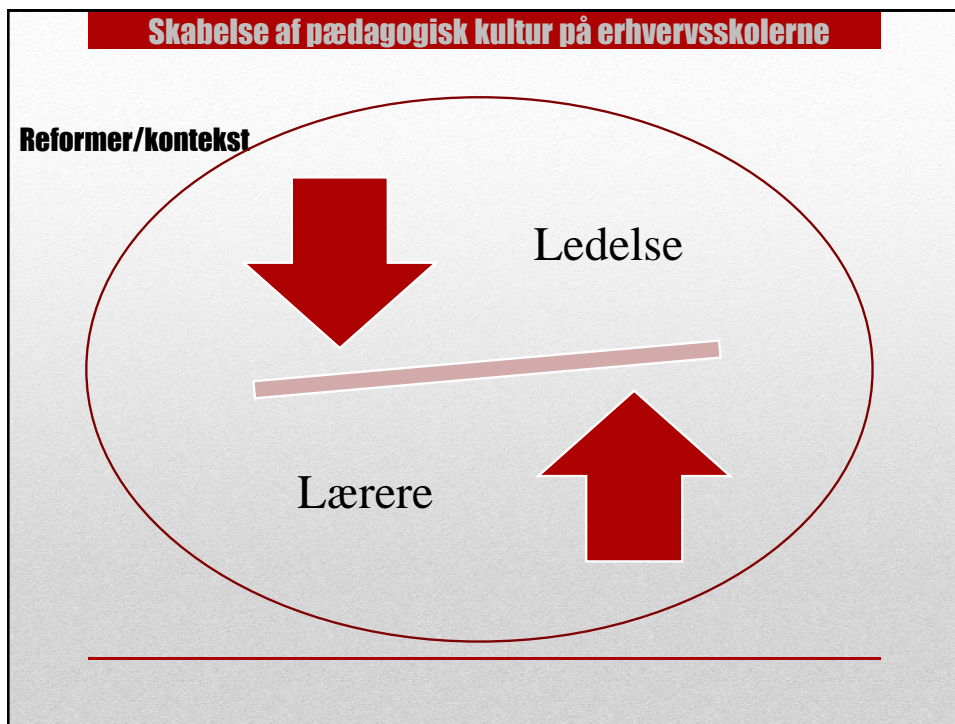 Skabelse af pædagogisk kultur på erhvervsskolerne
Reformer/kontekst
Ledelse
Lærere